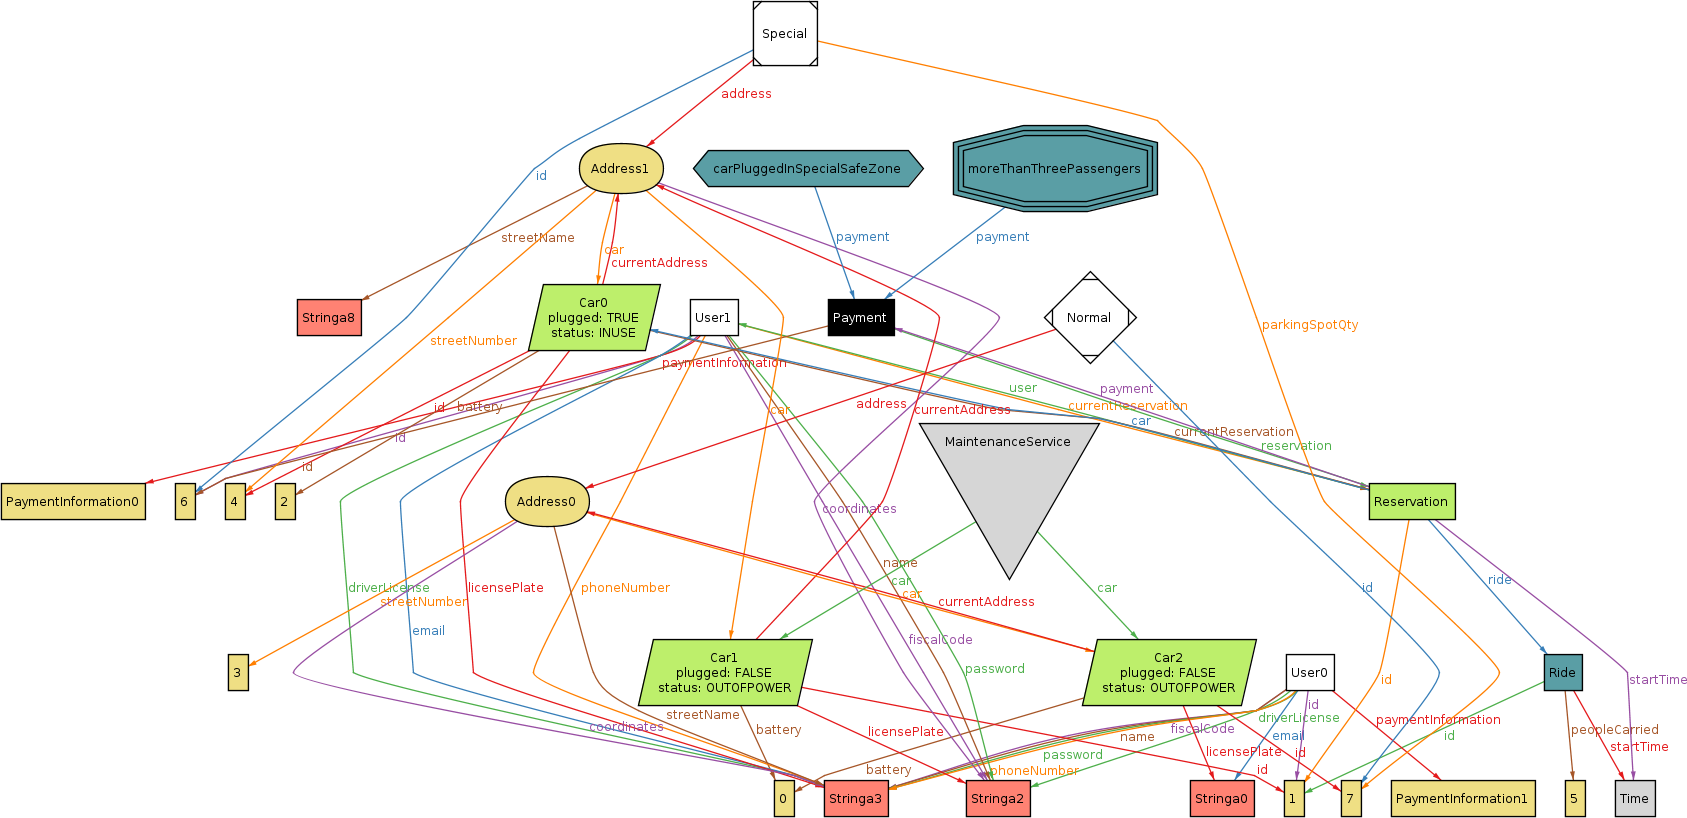 Special
address
id
Address1
carPluggedInSpecialSafeZone
moreThanThreePassengers
streetName
car
currentAddress
payment
payment
Stringa8
Car0
plugged: TRUE
status: INUSE
User1
Payment
Normal
parkingSpotQty
streetNumber
paymentInformation
user
payment
id
battery
car
address
currentAddress
currentReservation
car
id
currentReservation
reservation
MaintenanceService
id
PaymentInformation0
6
4
2
Address0
coordinates
Reservation
driverLicense
streetNumber
licensePlate
phoneNumber
name
car
car
currentAddress
car
id
ride
email
fiscalCode
password
3
Car1
plugged: FALSE
status: OUTOFPOWER
Car2
plugged: FALSE
status: OUTOFPOWER
User0
id
Ride
startTime
coordinates
streetName
battery
licensePlate
name
fiscalCode
id
driverLicense
email
paymentInformation
id
peopleCarried
startTime
battery
phoneNumber
password
licensePlate
id
id
0
Stringa3
Stringa2
Stringa0
1
7
PaymentInformation1
5
Time